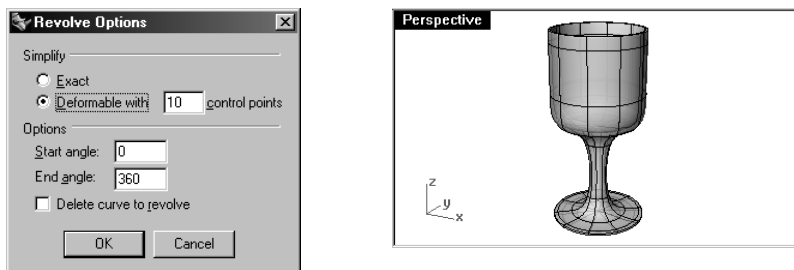 Revolve Options
Simplify
Exact
Deformable with 10 control points
Options
Start angle: 0
End angle: 360
Delete curve to revolve
OK Cancel
Perspective
z
y
x